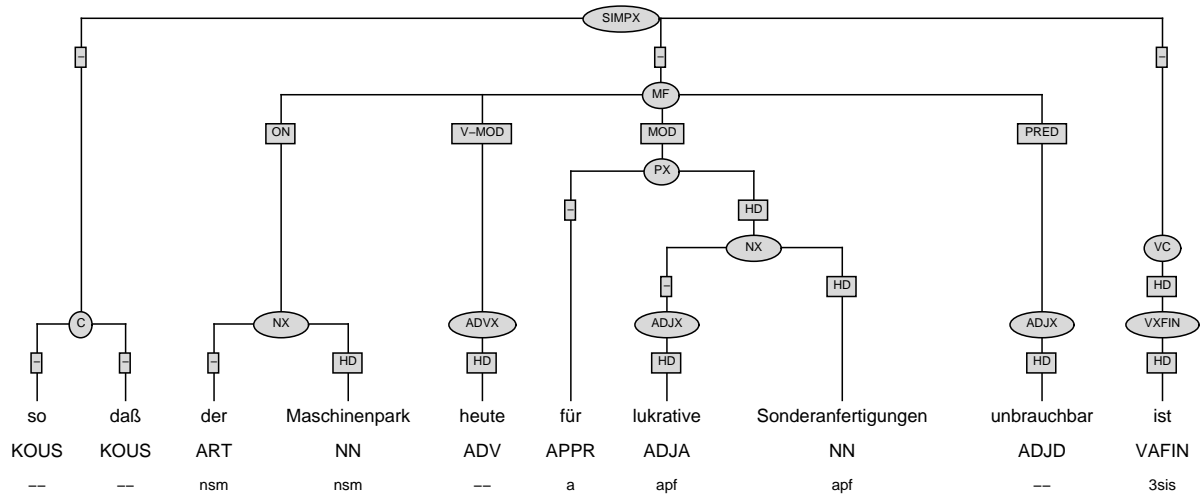 SIMPX
– – –
MF
ON V–MOD MOD PRED
PX
– HD
NX VC
– HD HD
C NX ADVX ADJX ADJX VXFIN
– – – HD HD HD HD HD
so daß der Maschinenpark heute für lukrative Sonderanfertigungen unbrauchbar ist
KOUS KOUS ART NN ADV APPR ADJA NN ADJD VAFIN
–– –– nsm nsm –– a apf apf –– 3sis